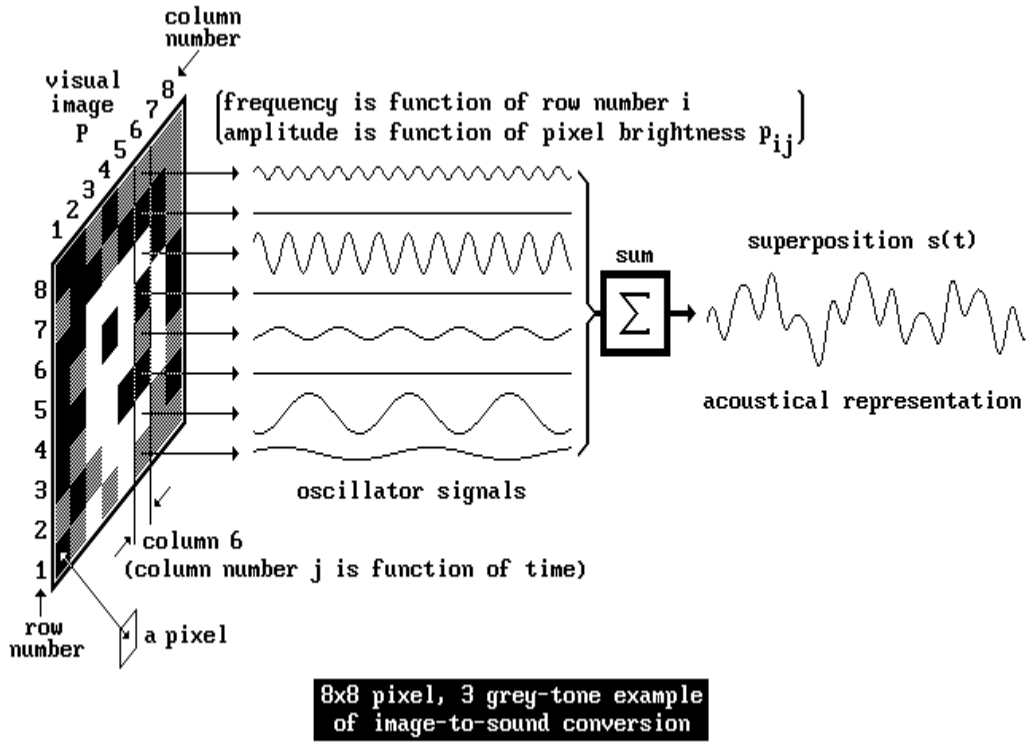 column
number
visual
image
P
1 2 3 4 5 6 7 8
(frequency is function of row number i
amplitude is function of pixel brightness p_ij)
8
7
6
5
4
3
2
1
sum
Σ
superposition s(t)
acoustical representation
oscillator signals
column 6
(column number j is function of time)
row
number
a pixel
8x8 pixel, 3 grey-tone example
of image-to-sound conversion